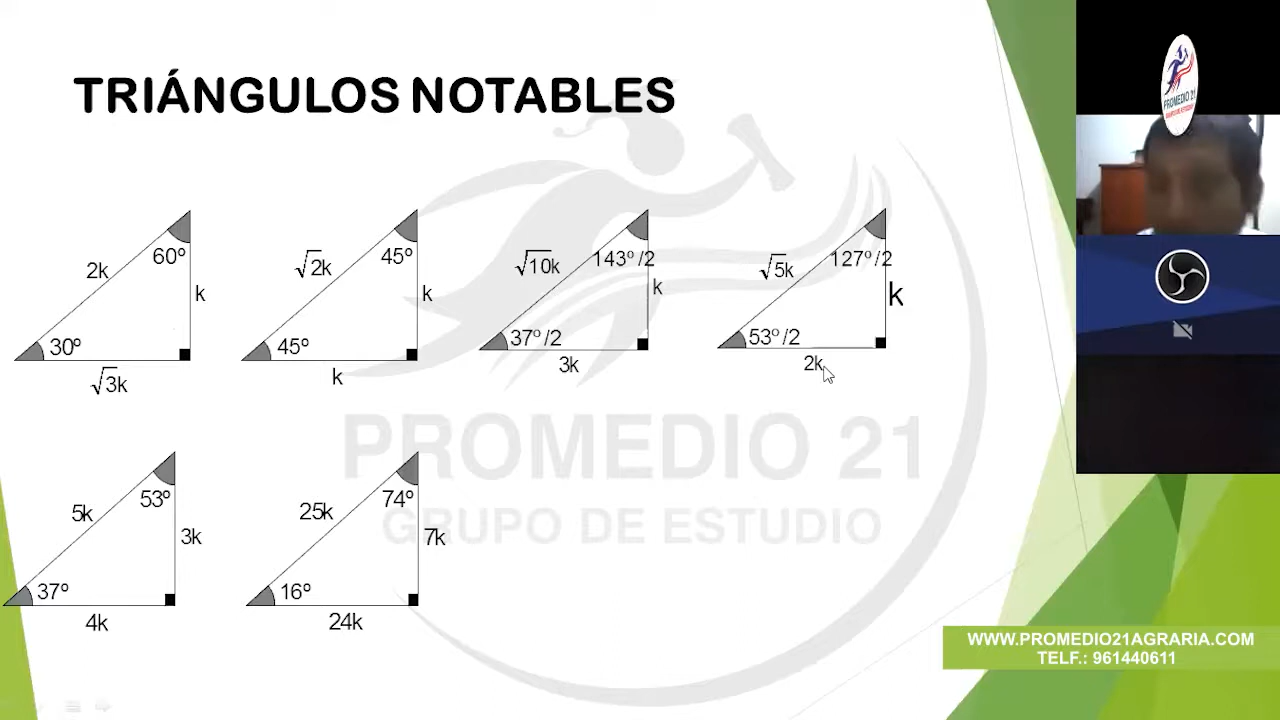 TRIÁNGULOS NOTABLES
2k
60º
k
30º
√3k
√2k
45º
k
45º
k
√10k
143º/2
k
37º/2
3k
√5k
127º/2
k
53º/2
2k
5k
53º
3k
37º
4k
25k
74º
7k
16º
24k
PROMEDIO 21
GRUPO DE ESTUDIO
PROMEDIO 21
WWW.PROMEDIO21AGRARIA.COM
TELF.: 961440611